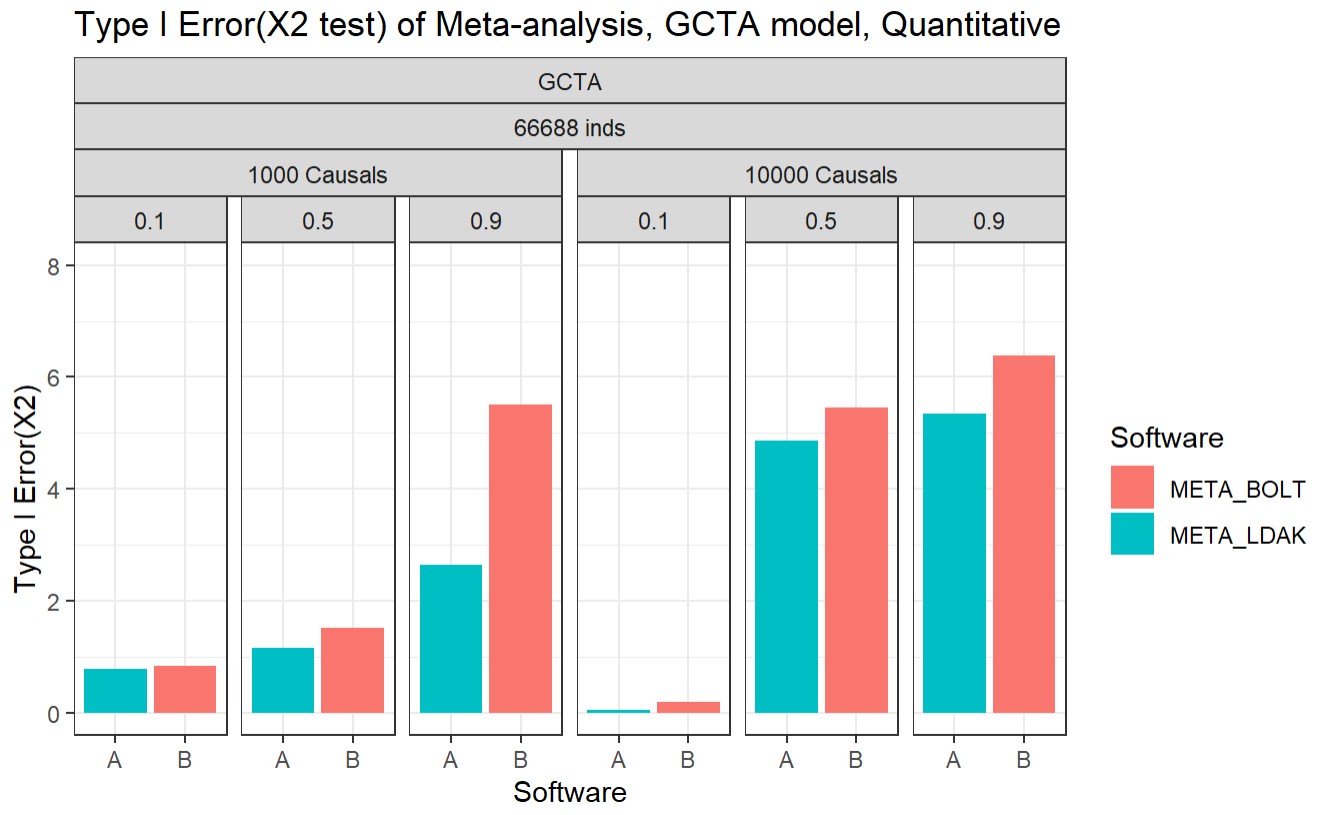 Type I Error(X2 test) of Meta-analysis, GCTA model, Quantitative
GCTA
66688 inds
1000 Causals
10000 Causals
0.1
0.5
0.9
0.1
0.5
0.9
8
6
4
2
0
Type I Error(X2)
A
B
A
B
A
B
A
B
A
B
A
B
Software
Software
META_BOLT
META_LDAK